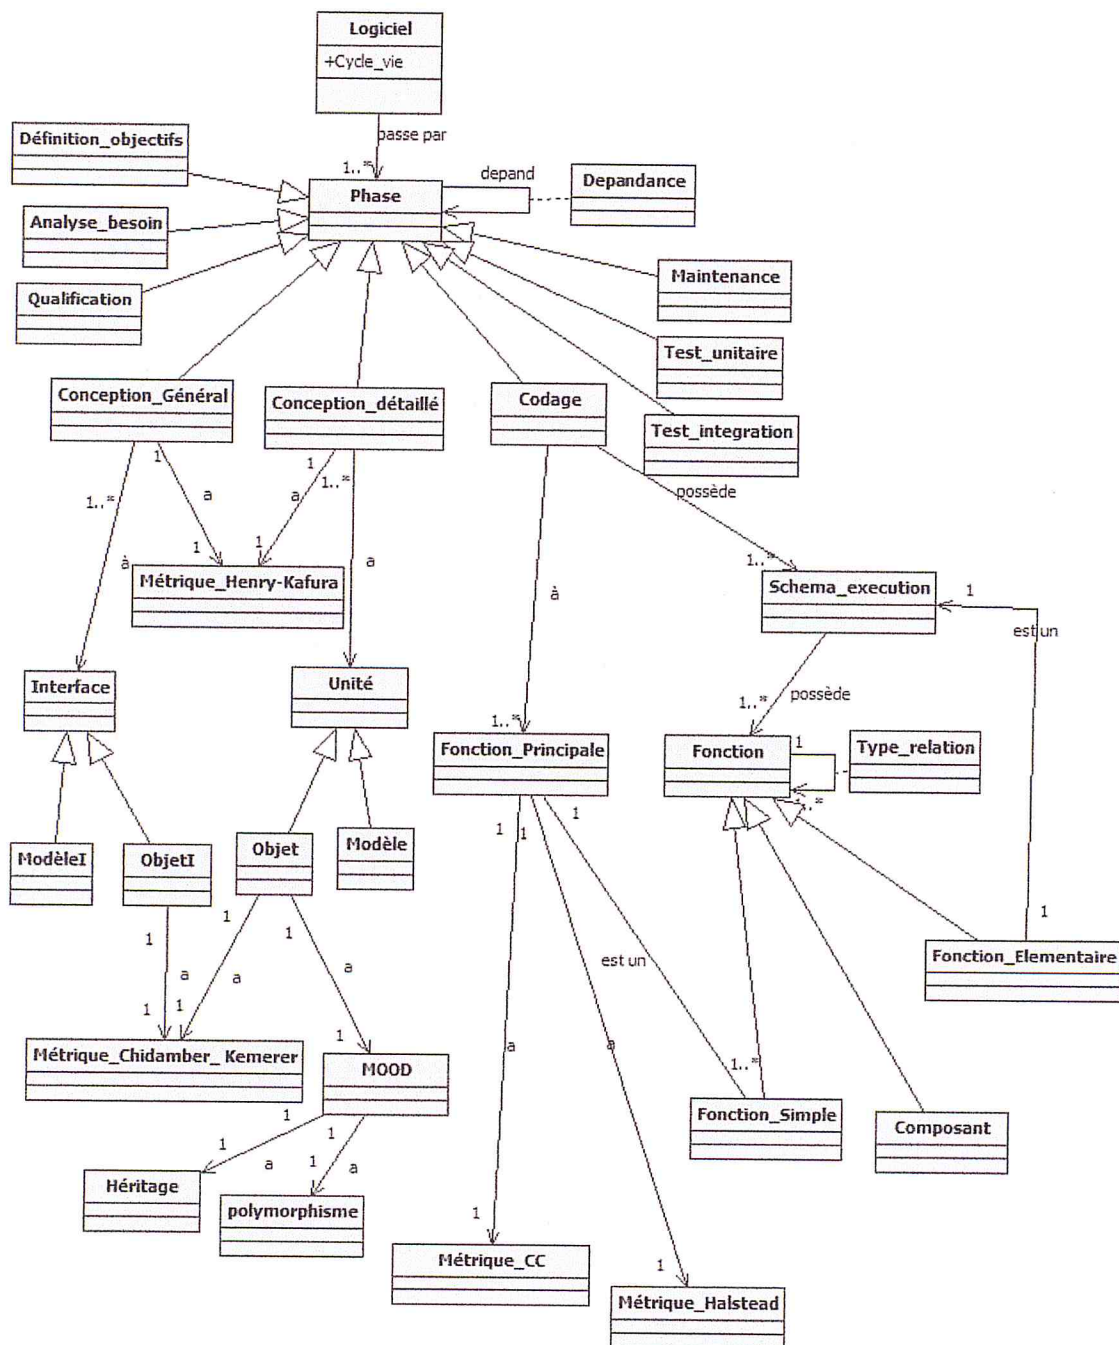 Logiciel
+Cycle_vie
passe par
Définition_objectifs
1..*
depand
Depandance
Phase
Analyse_besoin
Maintenance
Qualification
Test_unitaire
Conception_Général
Conception_détaillé
Codage
Test_integration
1
1
1..*
1..*
a
a
possède
1
1
1..*
à
a
Métrique_Henry-Kafura
Schema_execution
1
à
est un
Interface
Unité
possède
1..*
1..*
Fonction_Principale
Fonction
1
Type_relation
1
1
1
ModèleI
ObjetI
Objet
Modèle
1
1
1
1
a
a
a
est un
Fonction_Elementaire
1
1
1
Métrique_Chidamber_ Kemerer
MOOD
a
a
1..*
1
1
Fonction_Simple
Composant
1
1
a
a
Héritage
polymorphisme
1
Métrique_CC
1
Métrique_Halstead